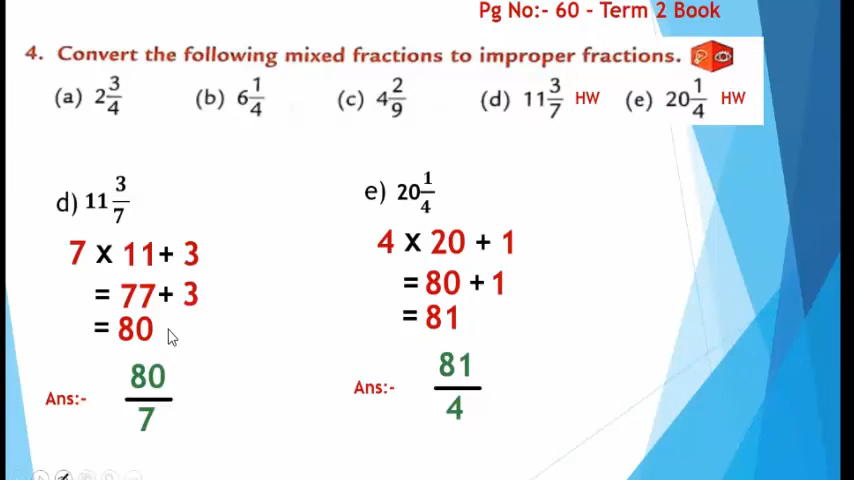 Pg No:- 60 - Term 2 Book
4. Convert the following mixed fractions to improper fractions.
(a) 2 3/4 (b) 6 1/4 (c) 4 2/9 (d) 11 3/7 HW (e) 20 1/4 HW
d) 11 3/7
7 x 11+ 3
= 77+ 3
= 80
Ans:- 80/7
e) 20 1/4
4 x 20 + 1
= 80 + 1
= 81
Ans:- 81/4